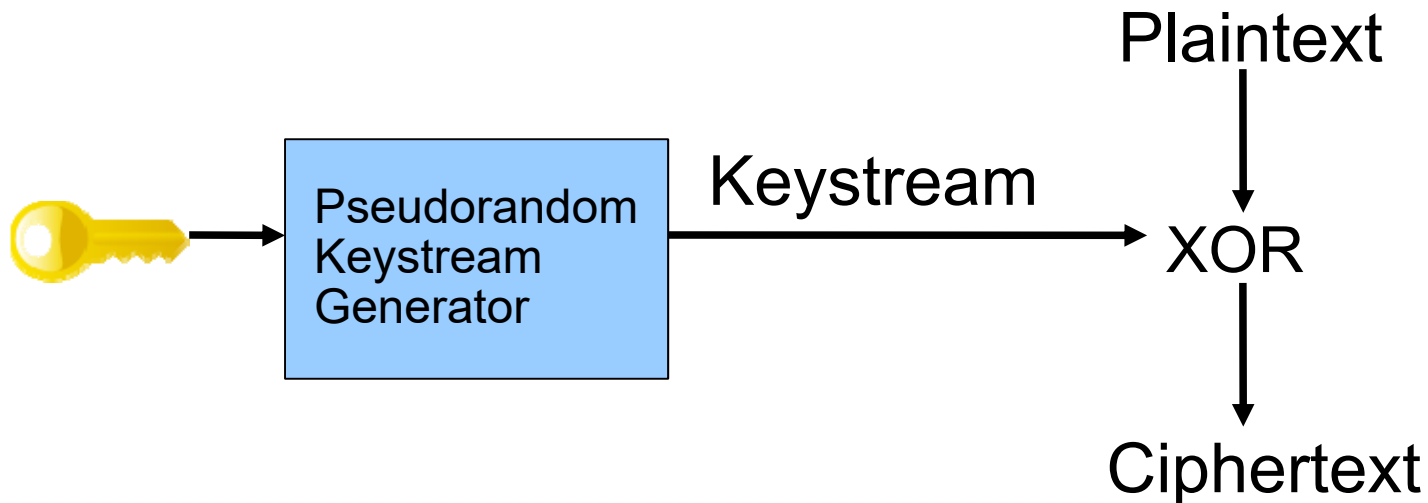 Plaintext
Keystream
Pseudorandom
Keystream
Generator
XOR
Ciphertext